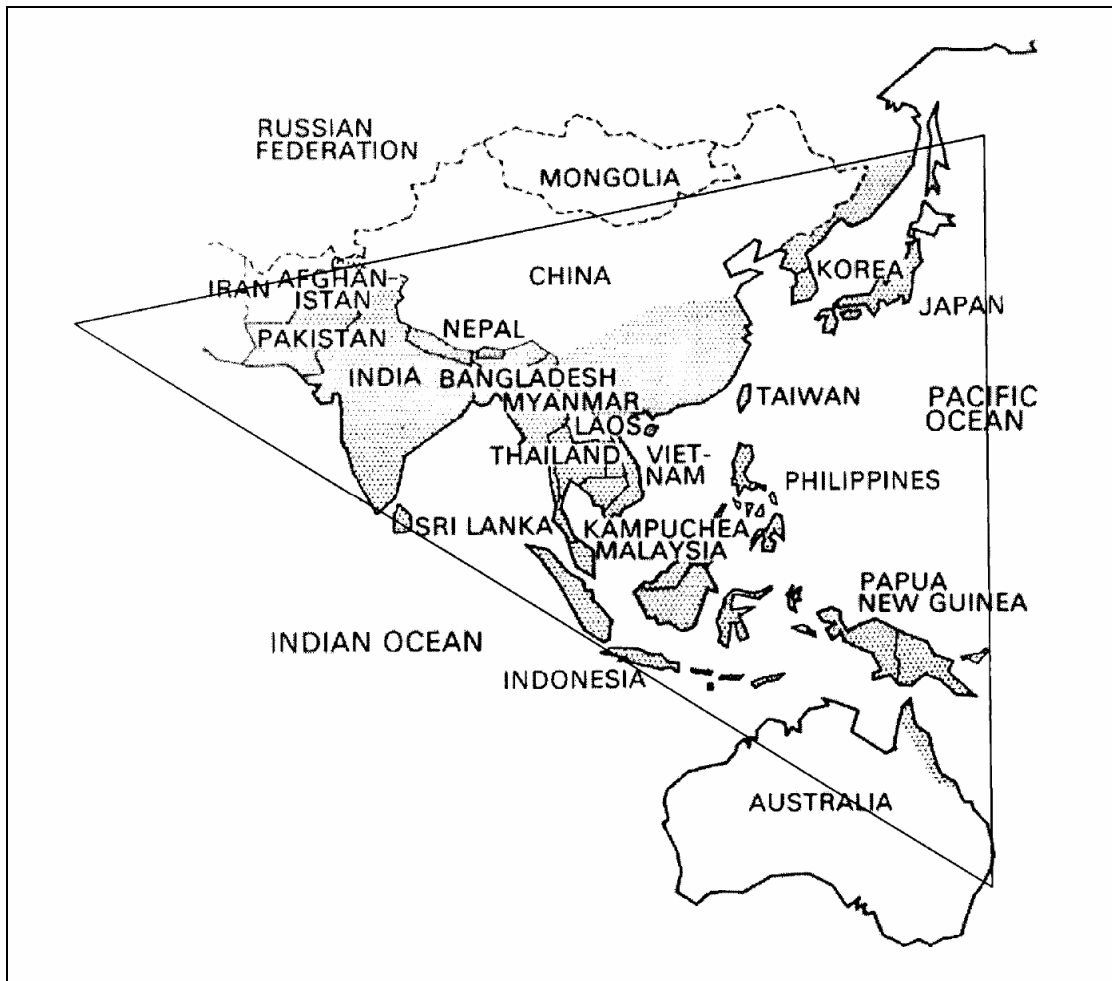 RUSSIAN
FEDERATION
MONGOLIA
CHINA
KOREA
JAPAN
IRAN
AFGHAN-
ISTAN
PAKISTAN
NEPAL
INDIA
BANGLADESH
MYANMAR
LAOS
THAILAND
VIET-
NAM
TAIWAN
PACIFIC
OCEAN
PHILIPPINES
SRI LANKA
KAMPUCHEA
MALAYSIA
PAPUA
NEW GUINEA
INDIAN OCEAN
INDONESIA
AUSTRALIA